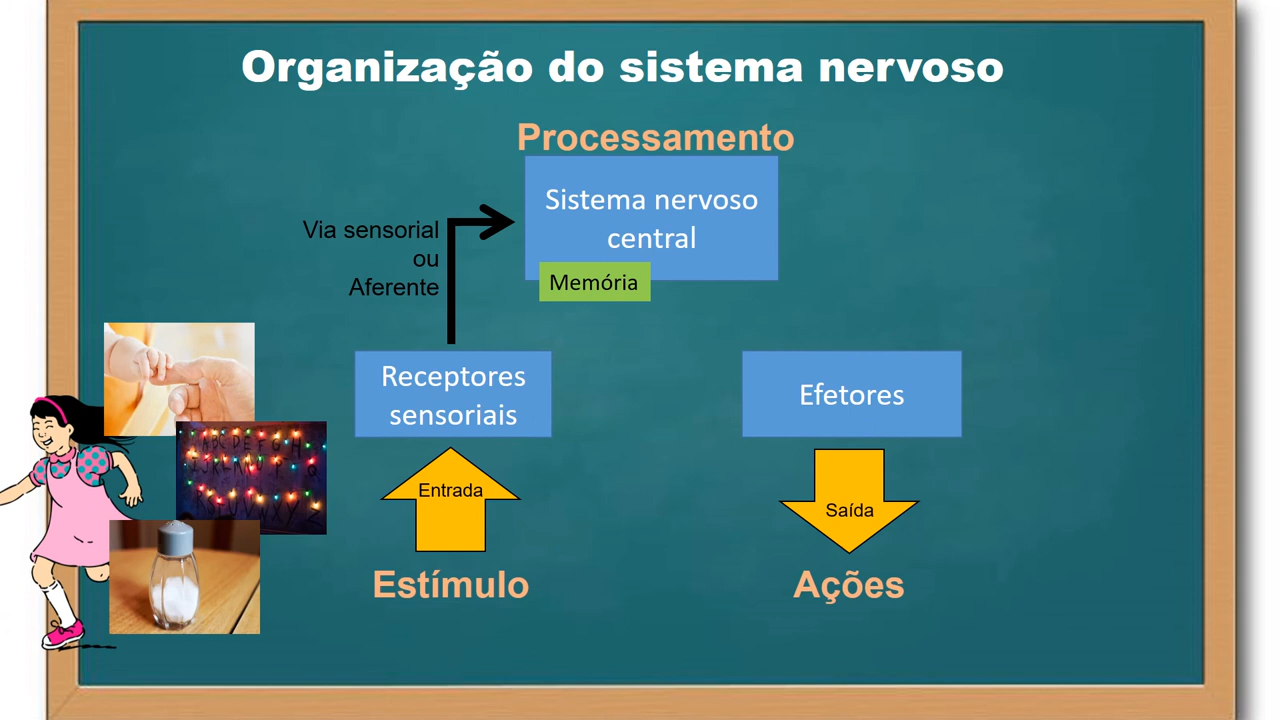 Organização do sistema nervoso
Processamento
Sistema nervoso
central
Memória
Via sensorial
ou
Aferente
Receptores
sensoriais
Efetores
Entrada
Saída
Estímulo
Ações